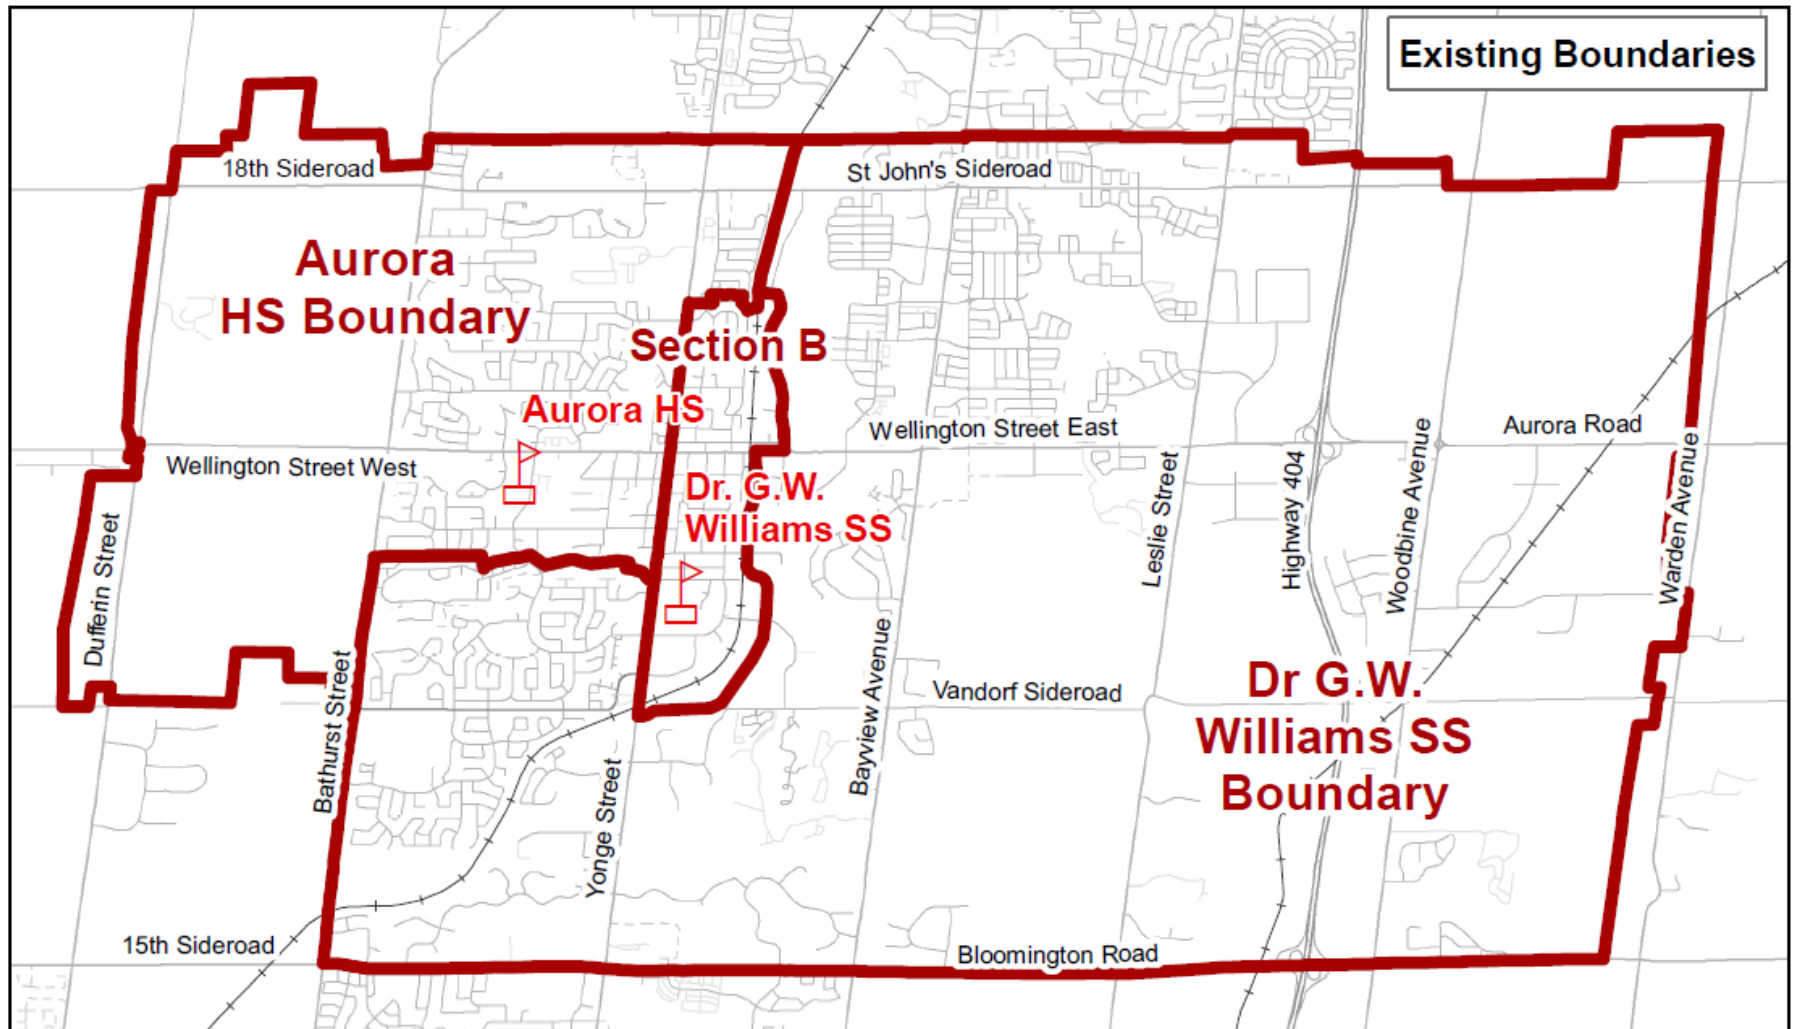 Existing Boundaries
18th Sideroad
St John's Sideroad
Aurora
HS Boundary
Section B
Aurora HS
Wellington Street East
Aurora Road
Wellington Street West
Dr. G.W.
Williams SS
Dufferin Street
Leslie Street
Highway 404
Woodbine Avenue
Warden Avenue
Bathurst Street
Bayview Avenue
Vandorf Sideroad
Dr G.W.
Williams SS
Boundary
Yonge Street
15th Sideroad
Bloomington Road